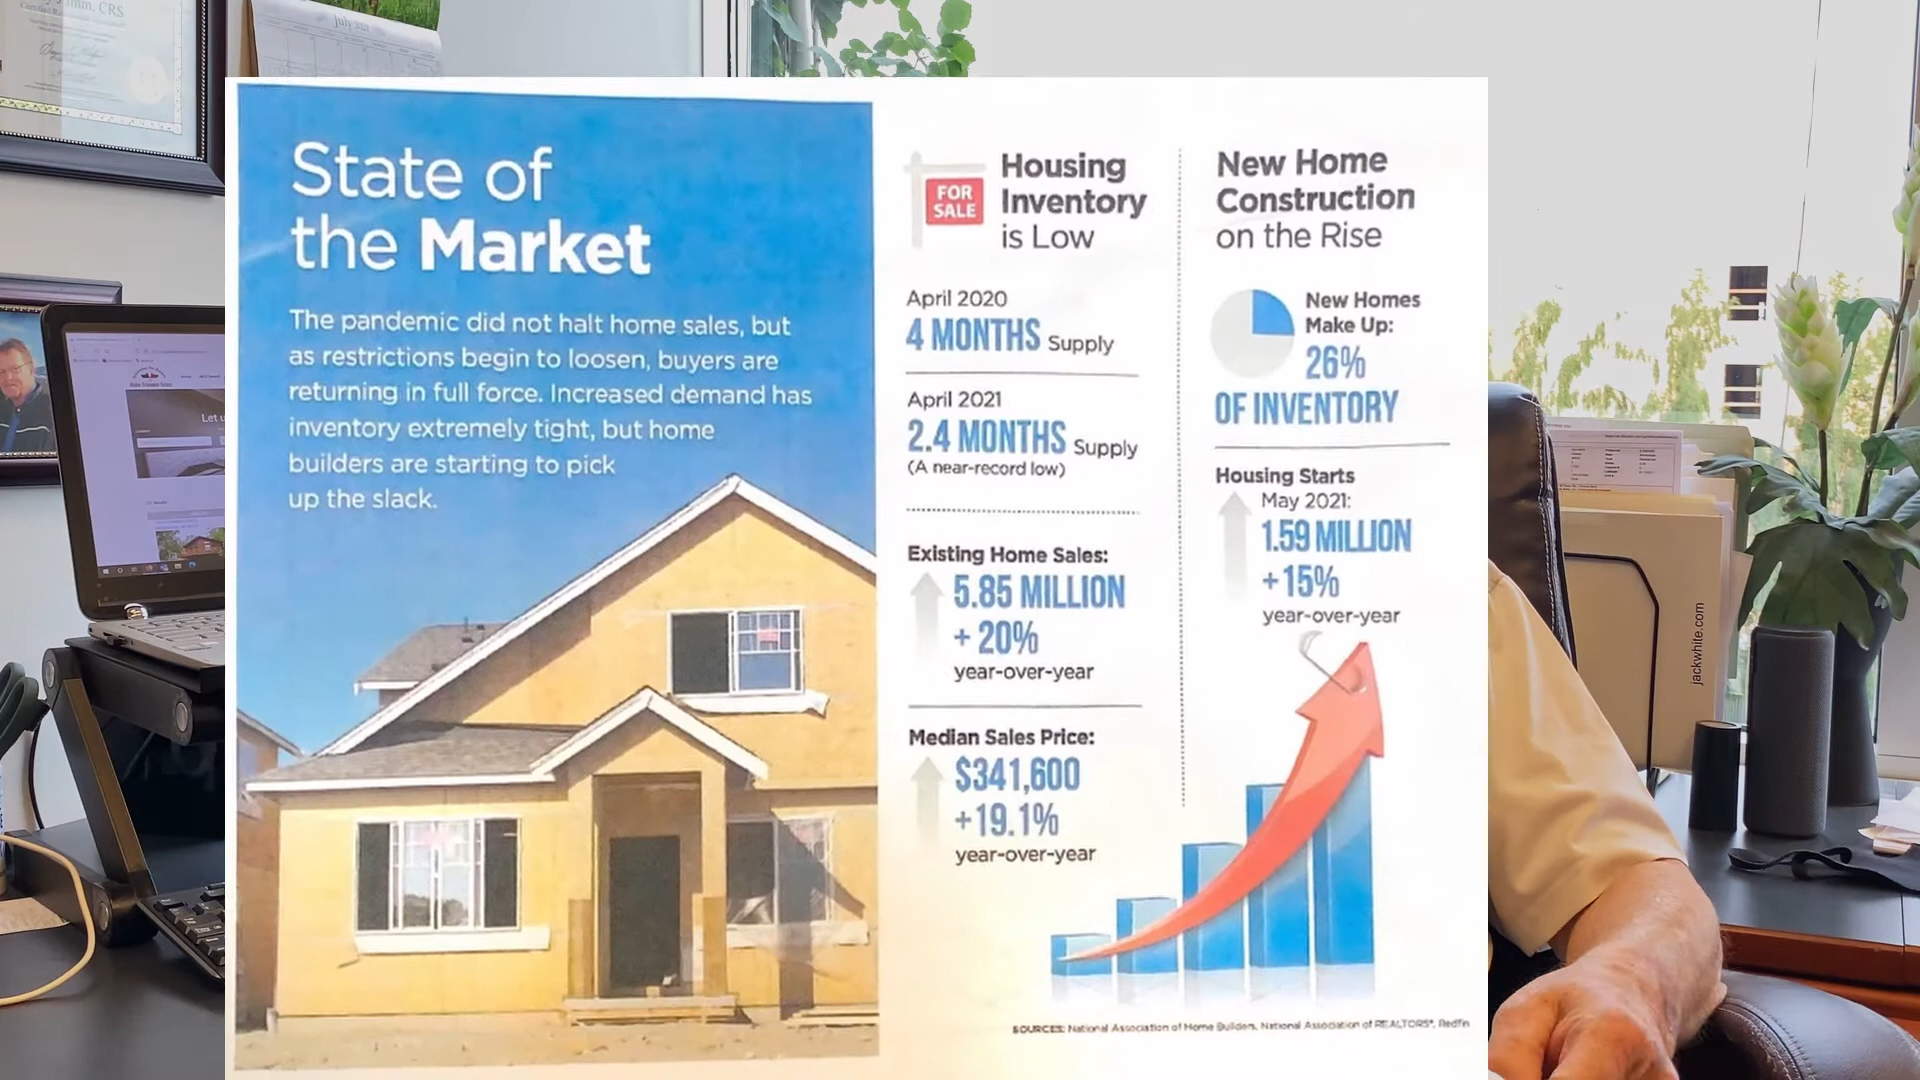 CRS
July 2021
State of
the Market
The pandemic did not halt home sales, but
as restrictions begin to loosen, buyers are
returning in full force. Increased demand has
inventory extremely tight, but home
builders are starting to pick
up the slack.
FOR
SALE
Housing
Inventory
is Low
April 2020
4 MONTHS Supply
April 2021
2.4 MONTHS Supply
(A near-record low)
Existing Home Sales:
5.85 MILLION
+ 20%
year-over-year
Median Sales Price:
$341,600
+19.1%
year-over-year
New Home
Construction
on the Rise
New Homes
Make Up:
26%
OF INVENTORY
Housing Starts
May 2021:
1.59 MILLION
+15%
year-over-year
SOURCES: National Association of Home Builders, National Association of REALTORS®, Redfin
jackwhite.com